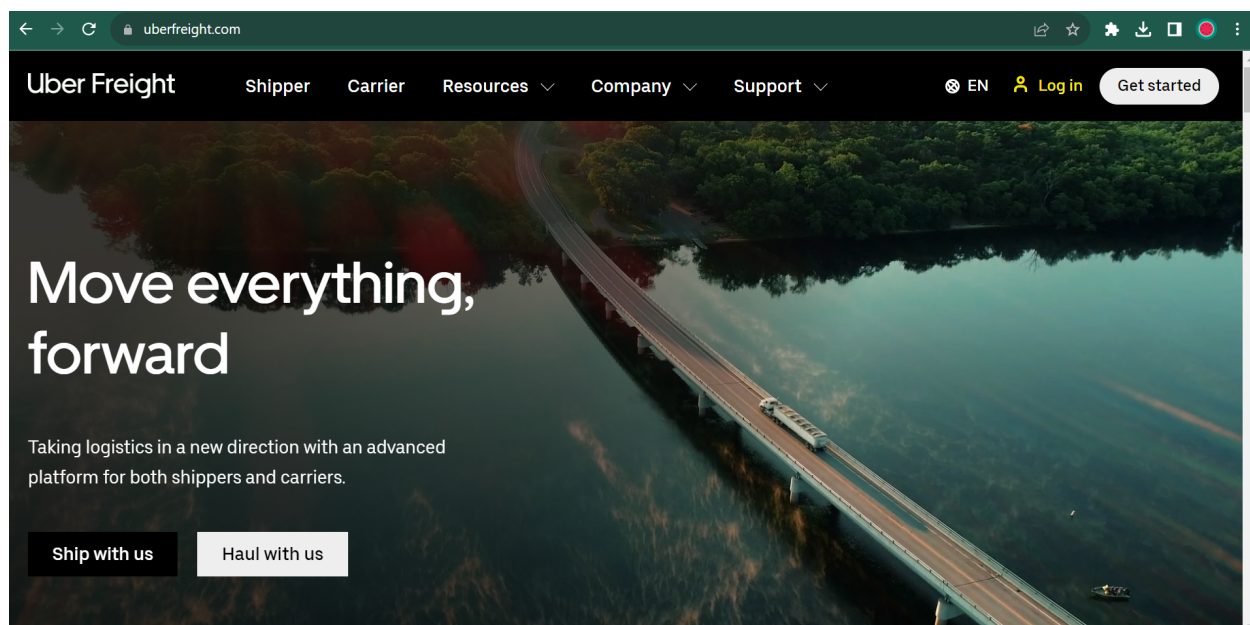 uberfreight.com
Uber Freight
Shipper
Carrier
Resources
Company
Support
EN
Log in
Get started
Move everything,
forward
Taking logistics in a new direction with an advanced
platform for both shippers and carriers.
Ship with us
Haul with us